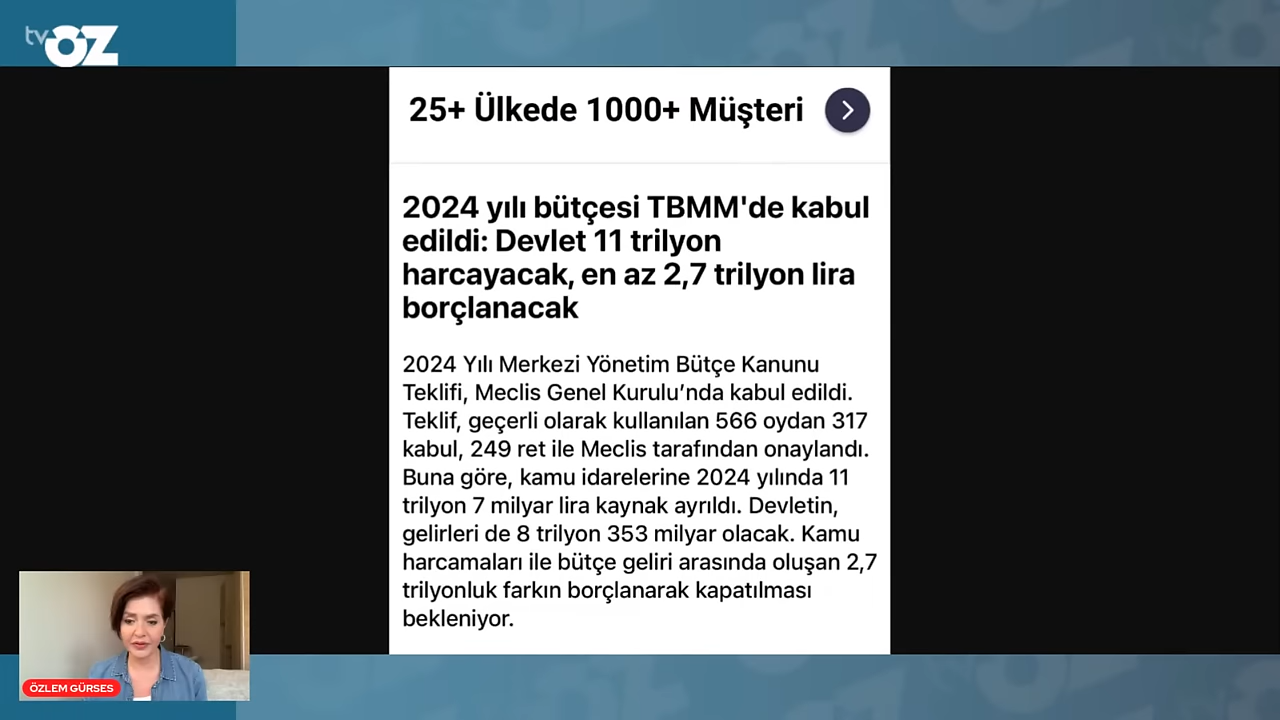 tv ÖZ
25+ Ülkede 1000+ Müşteri
2024 yılı bütçesi TBMM'de kabul
edildi: Devlet 11 trilyon
harcayacak, en az 2,7 trilyon lira
borçlanacak
2024 Yılı Merkezi Yönetim Bütçe Kanunu
Teklifi, Meclis Genel Kurulu’nda kabul edildi.
Teklif, geçerli olarak kullanılan 566 oydan 317
kabul, 249 ret ile Meclis tarafından onaylandı.
Buna göre, kamu idarelerine 2024 yılında 11
trilyon 7 milyar lira kaynak ayrıldı. Devletin,
gelirleri de 8 trilyon 353 milyar olacak. Kamu
harcamaları ile bütçe geliri arasında oluşan 2,7
trilyonluk farkın borçlanarak kapatılması
bekleniyor.
ÖZLEM GÜRSES